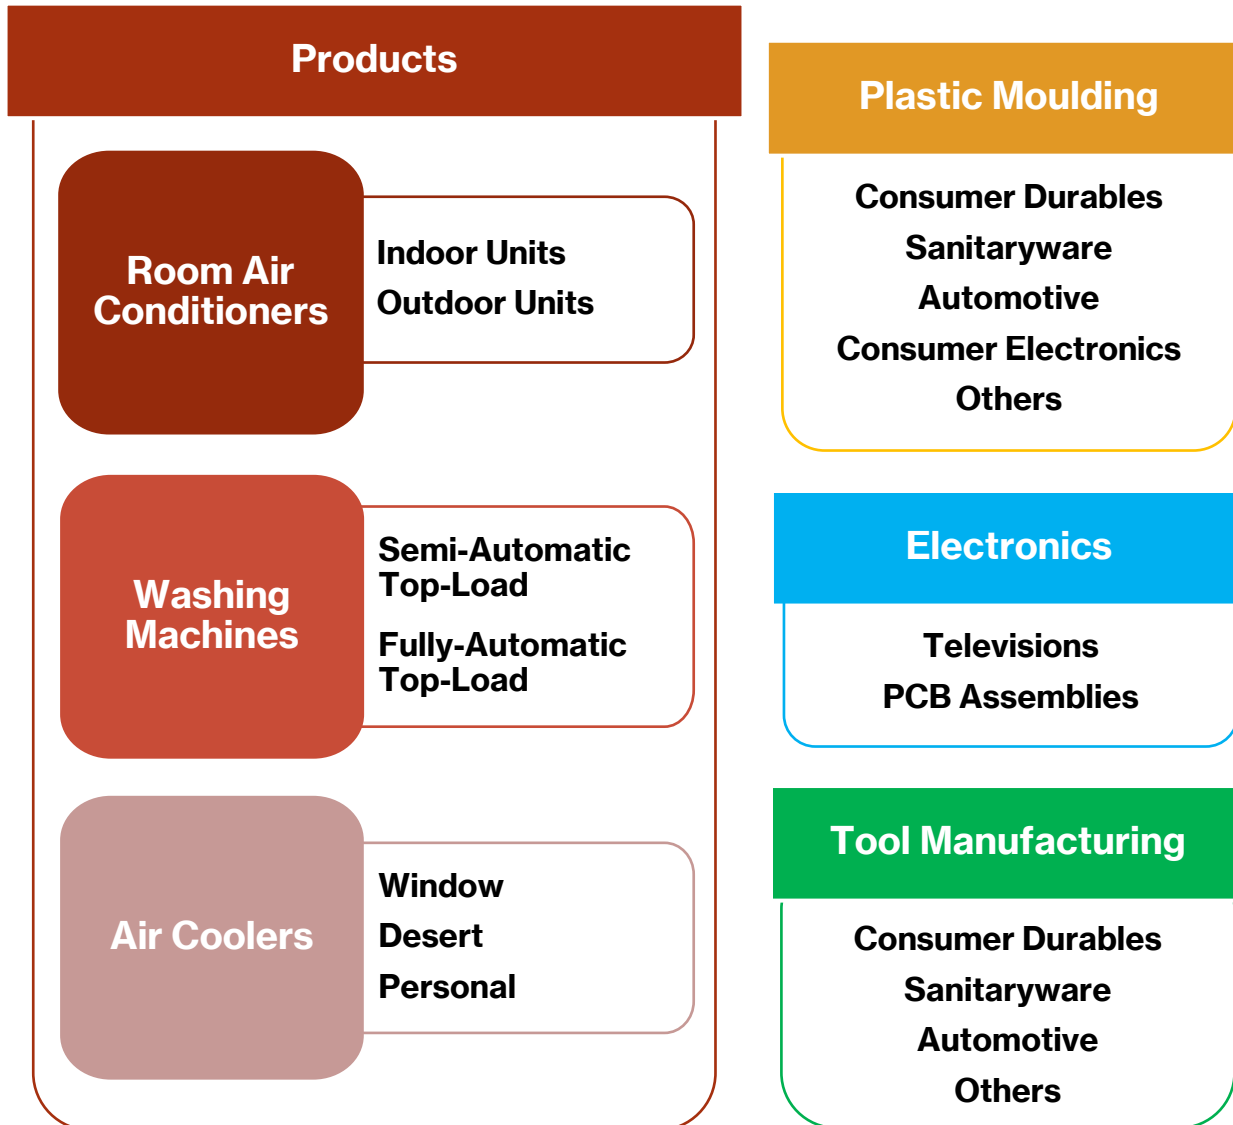 Products
Room Air
Conditioners
Indoor Units
Outdoor Units
Washing
Machines
Semi-Automatic
Top-Load
Fully-Automatic
Top-Load
Air Coolers
Window
Desert
Personal
Plastic Moulding
Consumer Durables
Sanitaryware
Automotive
Consumer Electronics
Others
Electronics
Televisions
PCB Assemblies
Tool Manufacturing
Consumer Durables
Sanitaryware
Automotive
Others